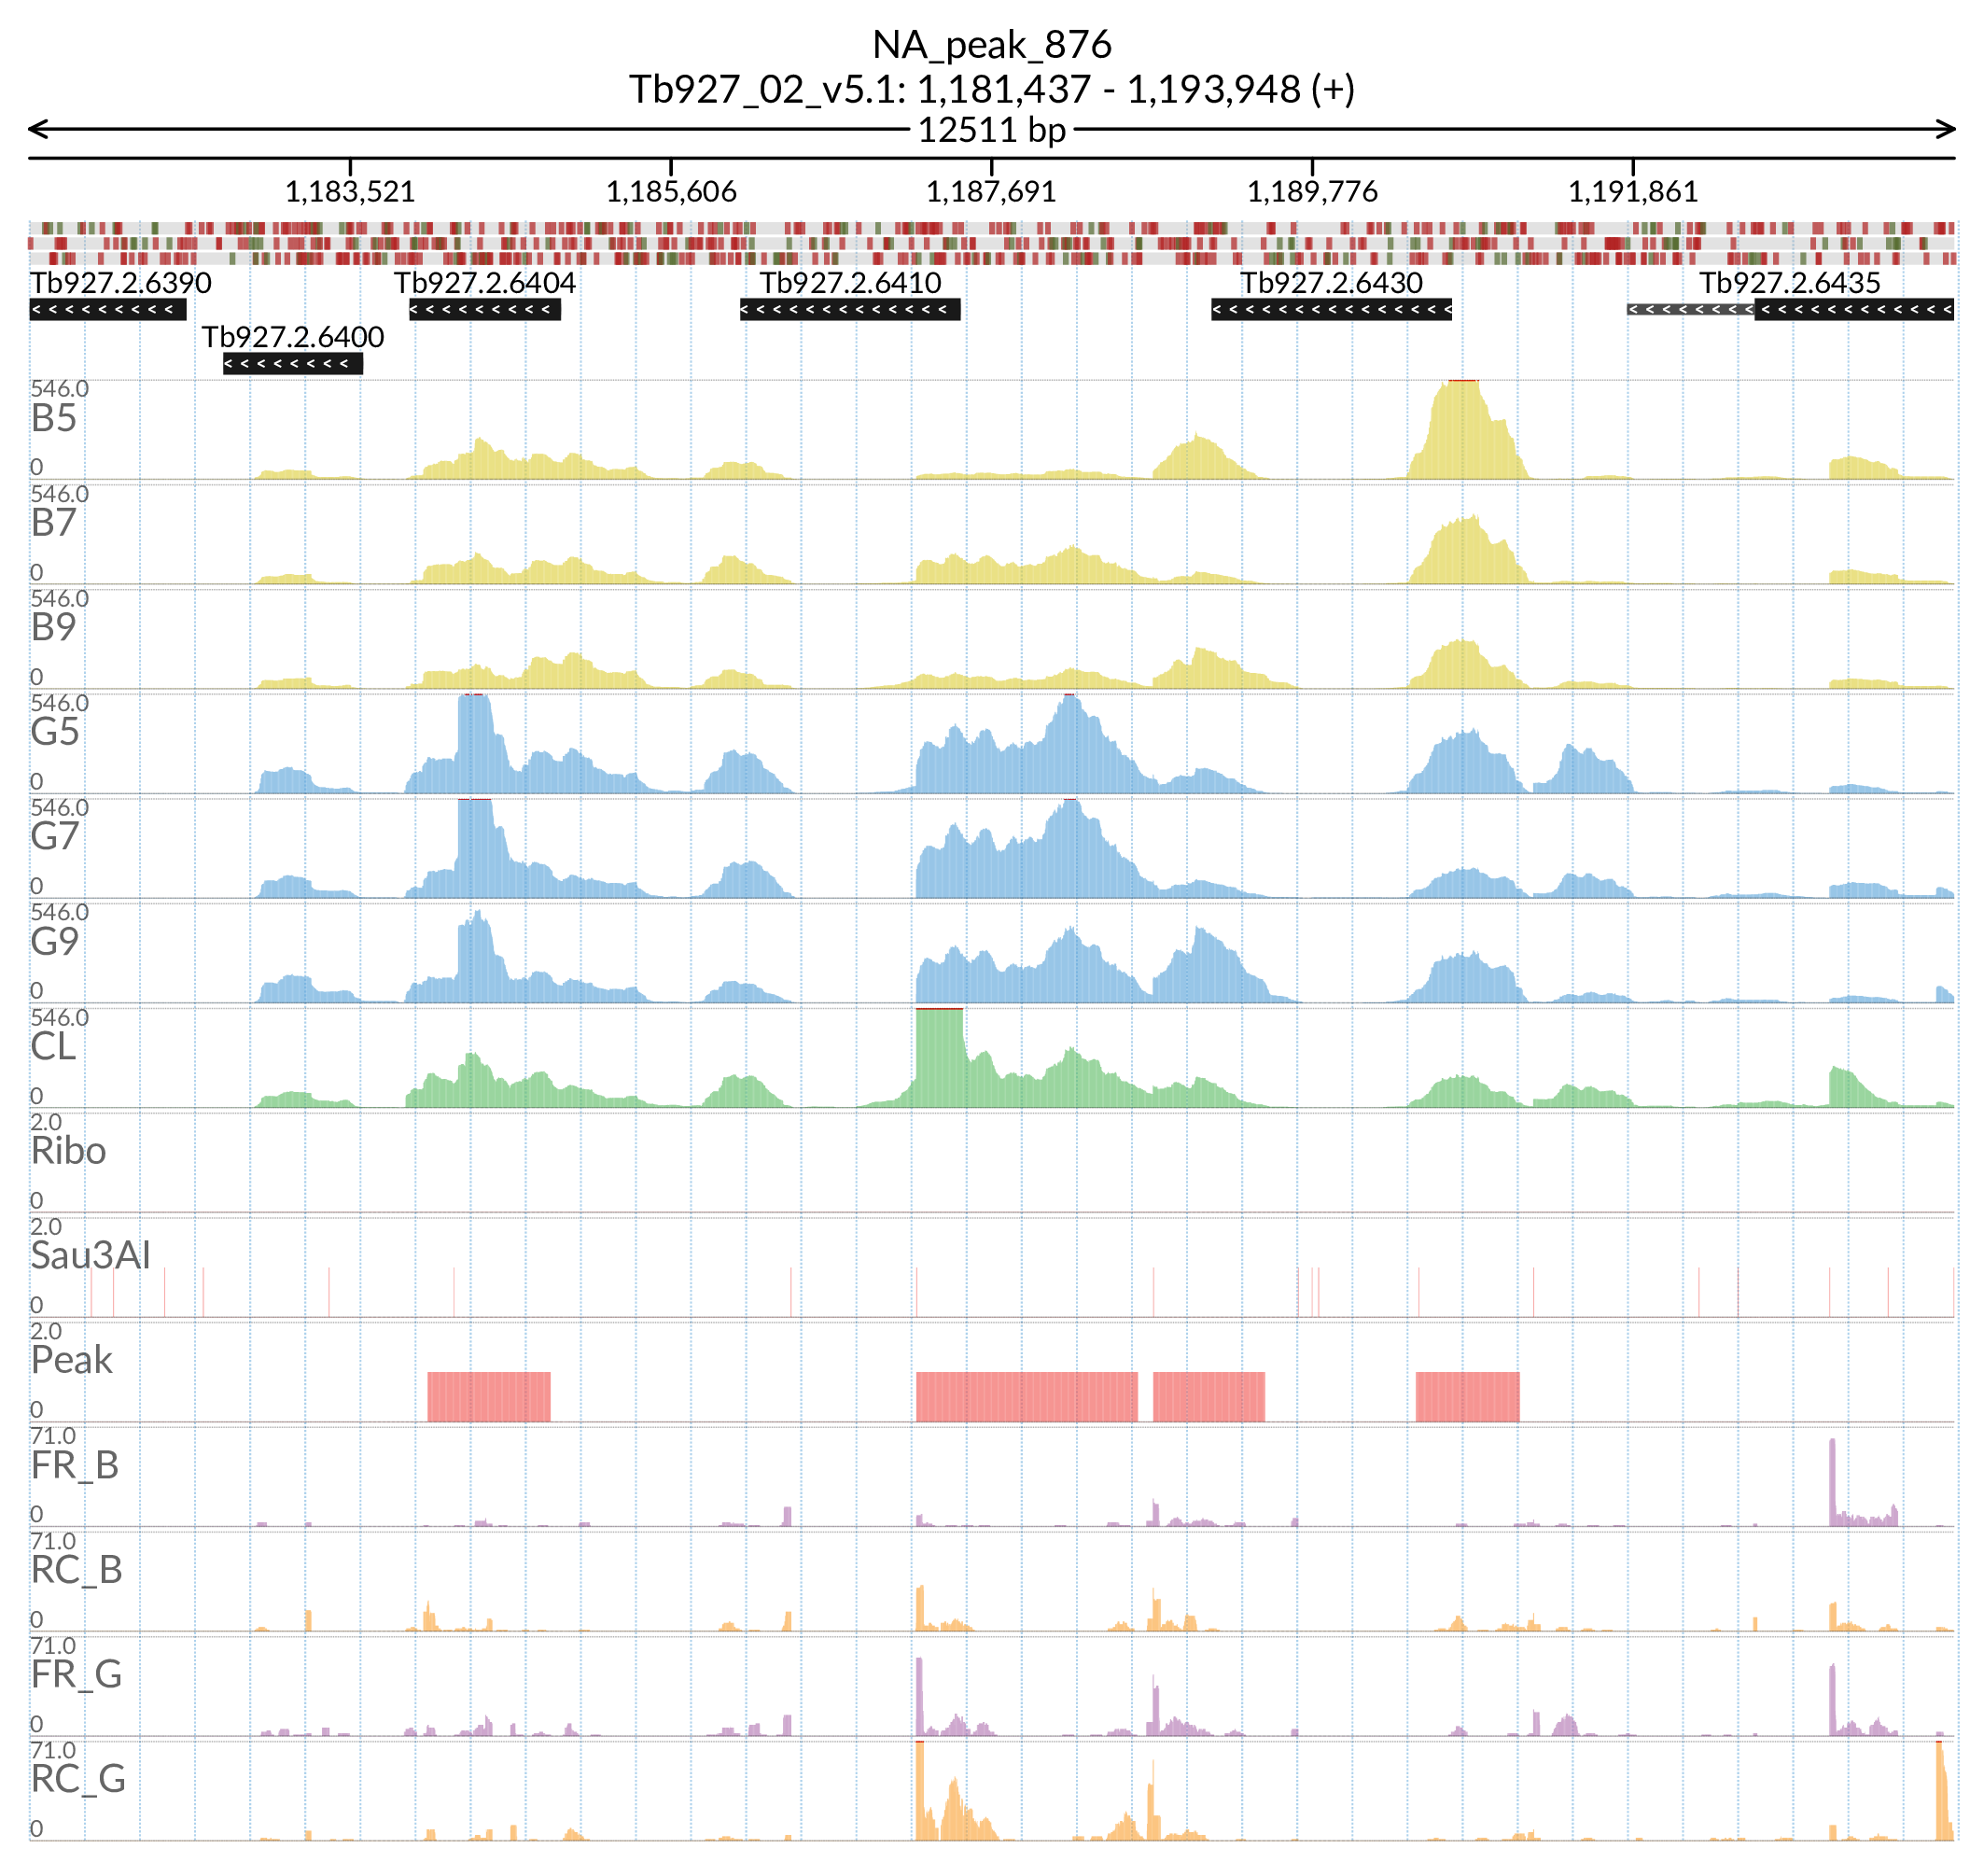 NA_peak_876
Tb927_02_v5.1: 1,181,437 - 1,193,948 (+)
12511 bp
1,183,521 1,185,606 1,187,691 1,189,776 1,191,861
Tb927.2.6390 Tb927.2.6404 Tb927.2.6410 Tb927.2.6430 Tb927.2.6435
Tb927.2.6400
546.0
B5
0
546.0
B7
0
546.0
B9
0
546.0
G5
0
546.0
G7
0
546.0
G9
0
546.0
CL
0
2.0
Ribo
0
2.0
Sau3AI
0
2.0
Peak
0
71.0
FR_B
0
71.0
RC_B
0
71.0
FR_G
0
71.0
RC_G
0